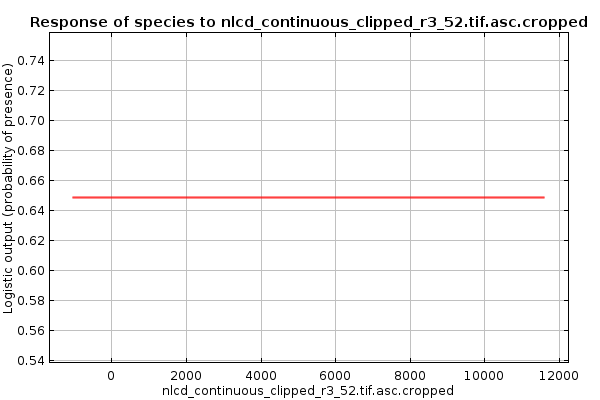 Response of species to nlcd_continuous_clipped_r3_52.tif.asc.cropped
Logistic output (probability of presence)
0.74
0.72
0.70
0.68
0.66
0.64
0.62
0.60
0.58
0.56
0.54
0 2000 4000 6000 8000 10000 12000
nlcd_continuous_clipped_r3_52.tif.asc.cropped